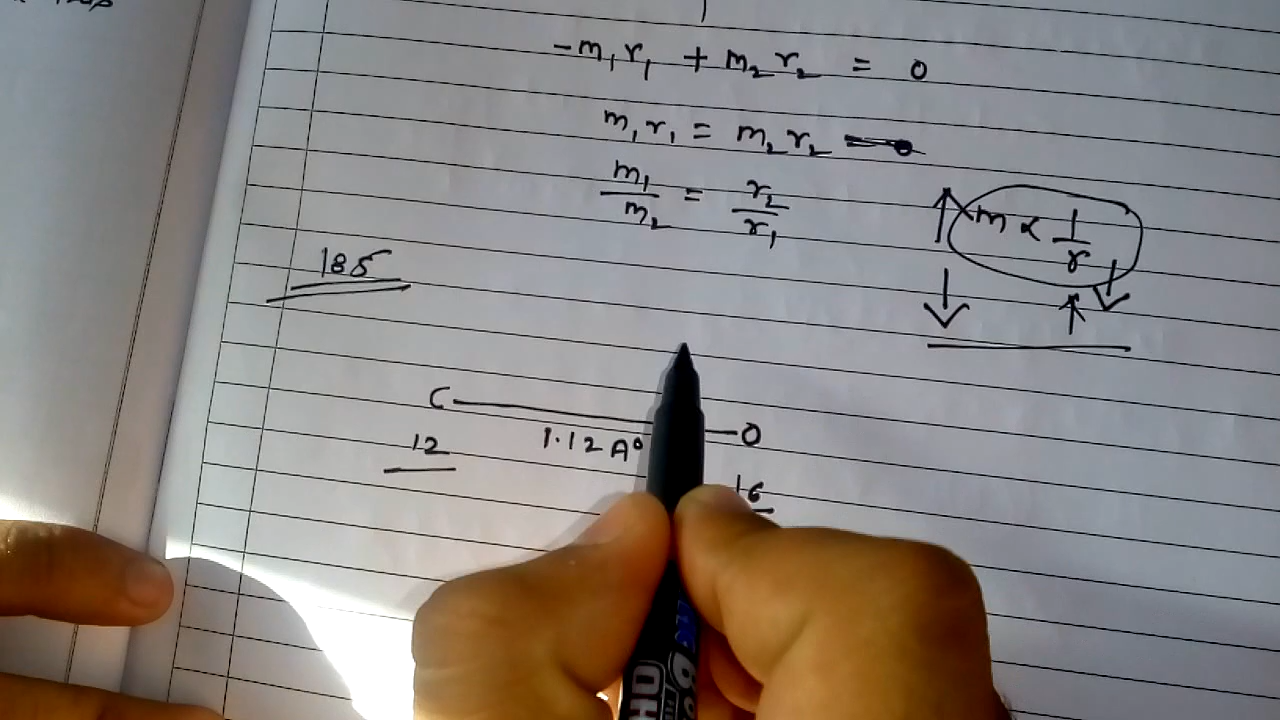 -m₁r₁ + m₂r₂ = 0
m₁r₁ = m₂r₂
m₁/m₂ = r₂/r₁
↑ m ∝ 1/r ↓
↓ ↑
185
C — O
12 1.12 A° 16